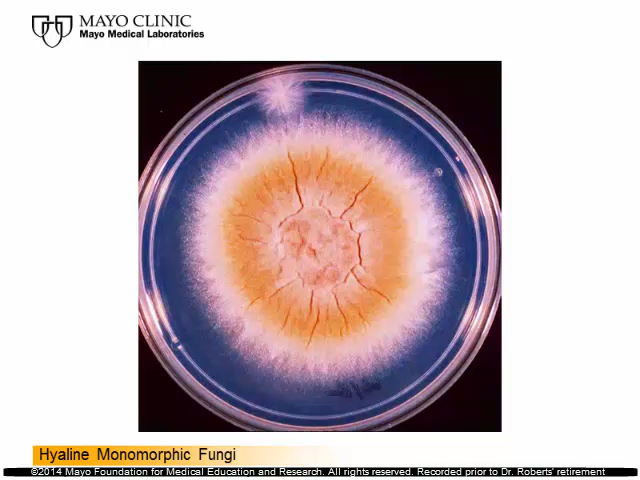 MAYO CLINIC
Mayo Medical Laboratories
Hyaline Monomorphic Fungi
©2014 Mayo Foundation for Medical Education and Research. All rights reserved. Recorded prior to Dr. Roberts' retirement